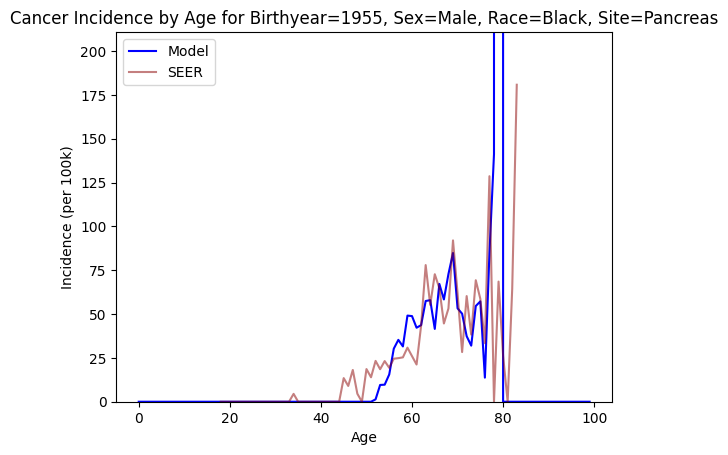 Cancer Incidence by Age for Birthyear=1955, Sex=Male, Race=Black, Site=Pancreas
Model
SEER
Incidence (per 100k)
200
175
150
125
100
75
50
25
0
0 20 40 60 80 100
Age